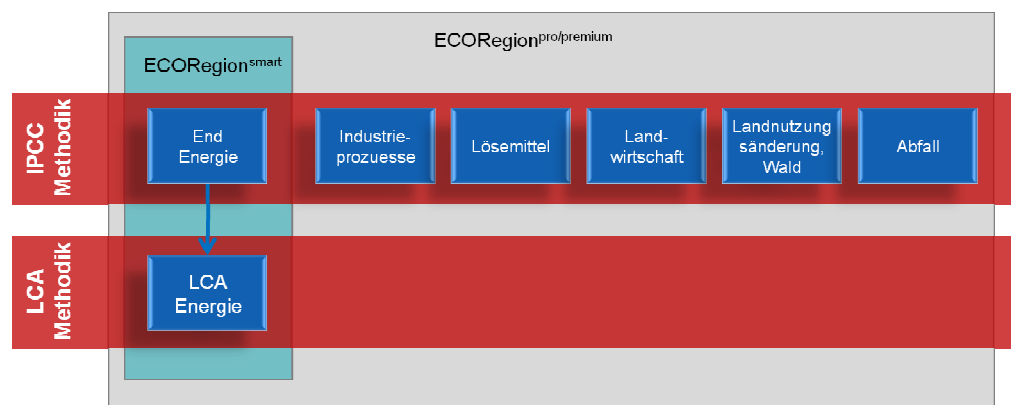 ECORegionpro/premium
ECORegionsmart
IPCC
Methodik
End
Energie
Industrie-
prozuesse
Lösemittel
Land-
wirtschaft
Landnutzung
sänderung,
Wald
Abfall
LCA
Methodik
LCA
Energie